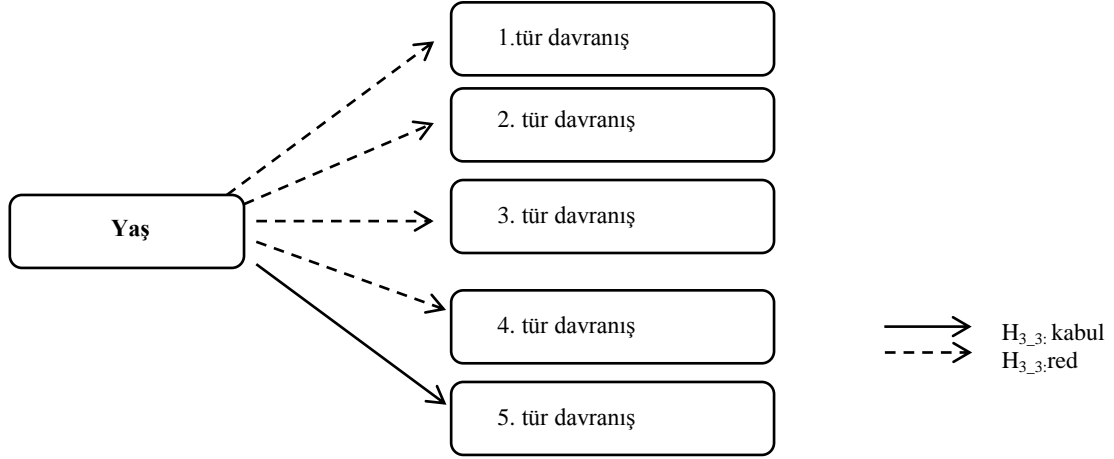 1.tür davranış
2. tür davranış
3. tür davranış
Yaş
4. tür davranış
5. tür davranış
H3_3: kabul
H3_3:red